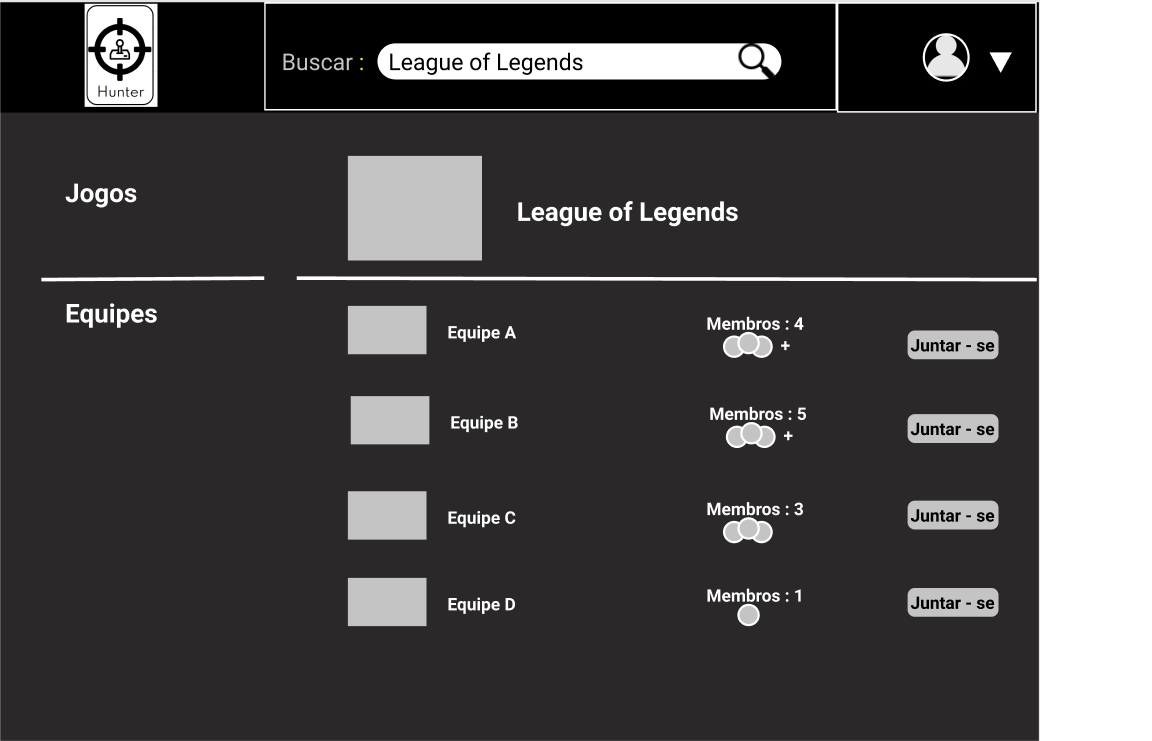 Hunter
Buscar :
League of Legends
Jogos
League of Legends
Equipes
Equipe A
Membros : 4
+
Juntar - se
Equipe B
Membros : 5
+
Juntar - se
Equipe C
Membros : 3
Juntar - se
Equipe D
Membros : 1
Juntar - se